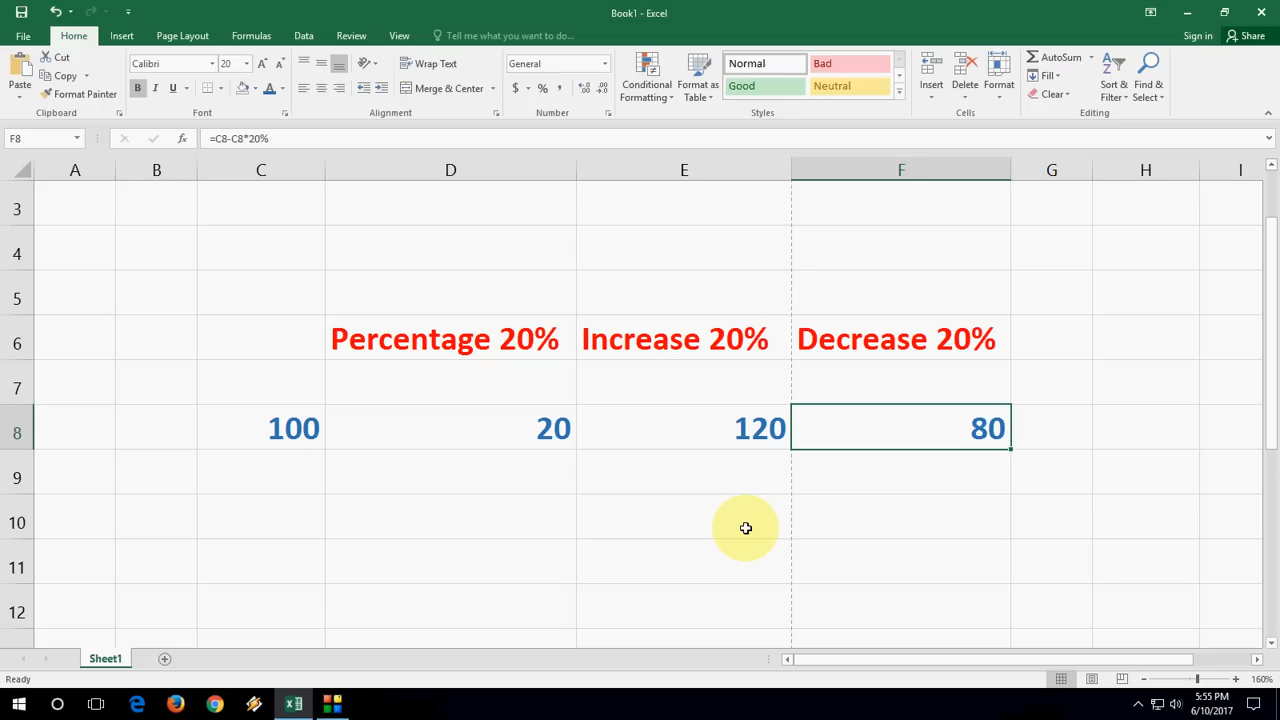 Book1 - Excel
File Home Insert Page Layout Formulas Data Review View Tell me what you want to do... Sign in Share
Paste Cut Copy Format Painter Clipboard
Calibri 20 B I U A A A Font
Wrap Text Merge & Center Alignment
General $ % , Number
Conditional Formatting Format as Table Normal Bad Good Neutral Styles
Insert Delete Format Cells
AutoSum Fill Clear Sort & Filter Find & Select Editing
F8 fx =C8-C8*20%
A B C D E F G H I
3
4
5
6 Percentage 20% Increase 20% Decrease 20%
7
8 100 20 120 80
9
10
11
12
Sheet1
Ready 160%
5:55 PM
6/10/2017